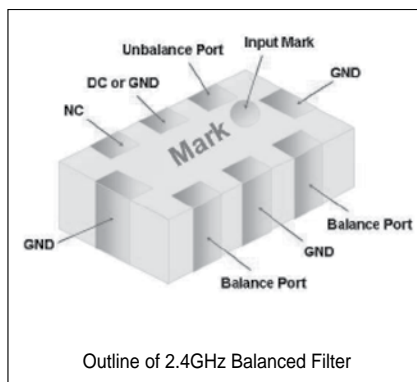 Unbalance Port
Input Mark
DC or GND
GND
NC
Mark
GND
Balance Port
GND
Balance Port
Outline of 2.4GHz Balanced Filter